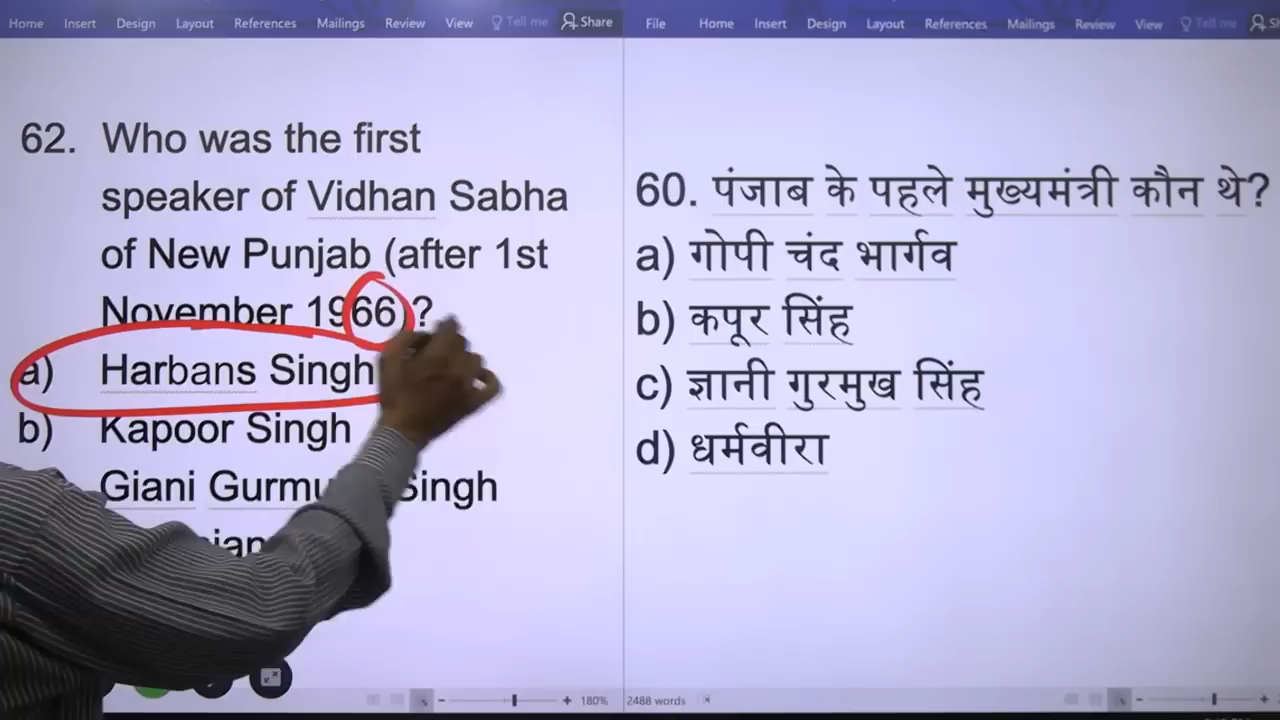 Home Insert Design Layout References Mailings Review View Tell me Share
File Home Insert Design Layout References Mailings Review View Tell me
62. Who was the first
speaker of Vidhan Sabha
of New Punjab (after 1st
November 1966)?
a) Harbans Singh
b) Kapoor Singh
Giani Singh
60. पंजाब के पहले मुख्यमंत्री कौन थे?
a) गोपी चंद भार्गव
b) कपूर सिंह
c) ज्ञानी गुरमुख सिंह
d) धर्मवीरा
180%
2488 words